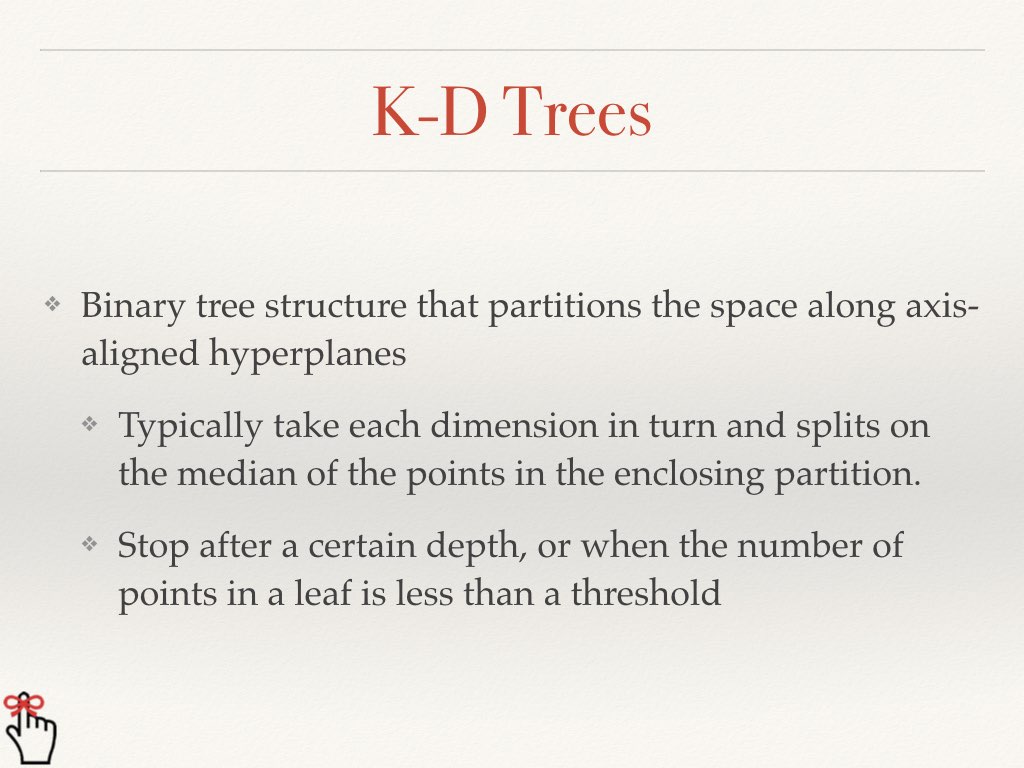 K-D Trees
Binary tree structure that partitions the space along axis-
aligned hyperplanes
Typically take each dimension in turn and splits on
the median of the points in the enclosing partition.
Stop after a certain depth, or when the number of
points in a leaf is less than a threshold